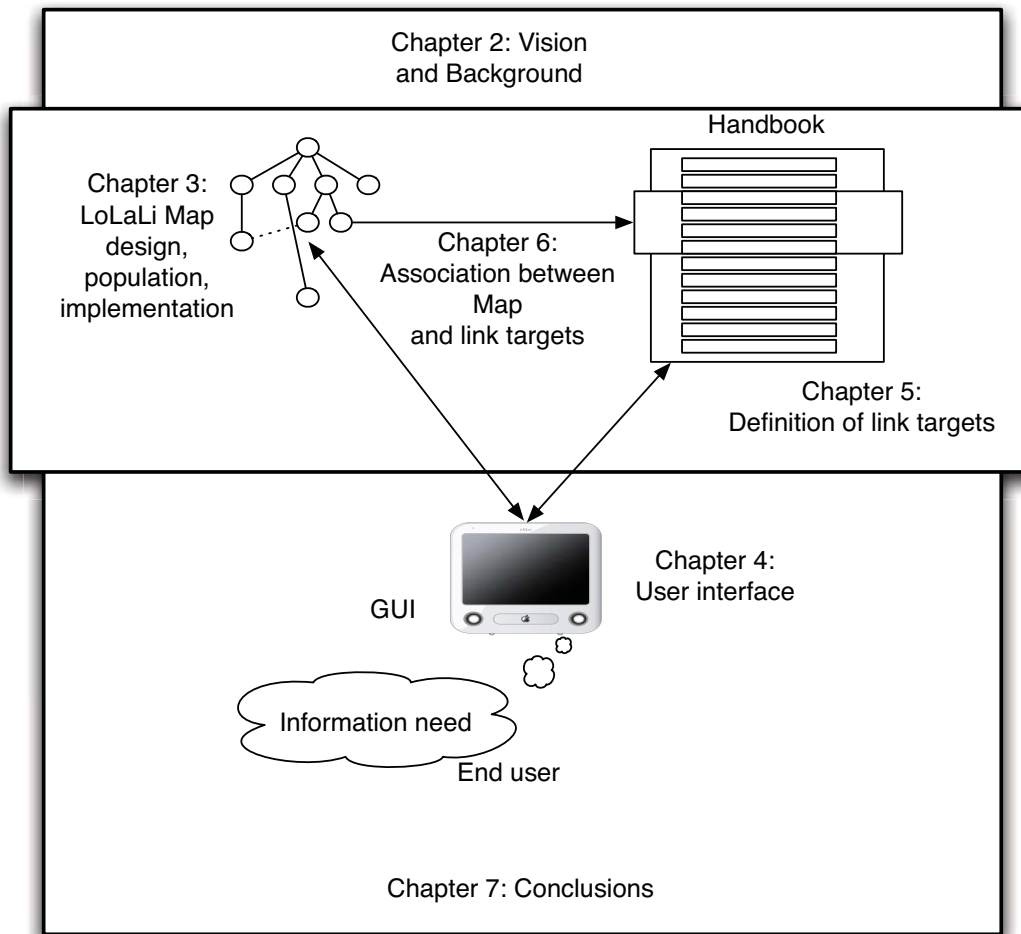 Chapter 2: Vision
and Background
Handbook
Chapter 3:
LoLaLi Map
design,
population,
implementation
Chapter 6:
Association between
Map
and link targets
Chapter 5:
Definition of link targets
Chapter 4:
User interface
GUI
Information need
End user
Chapter 7: Conclusions